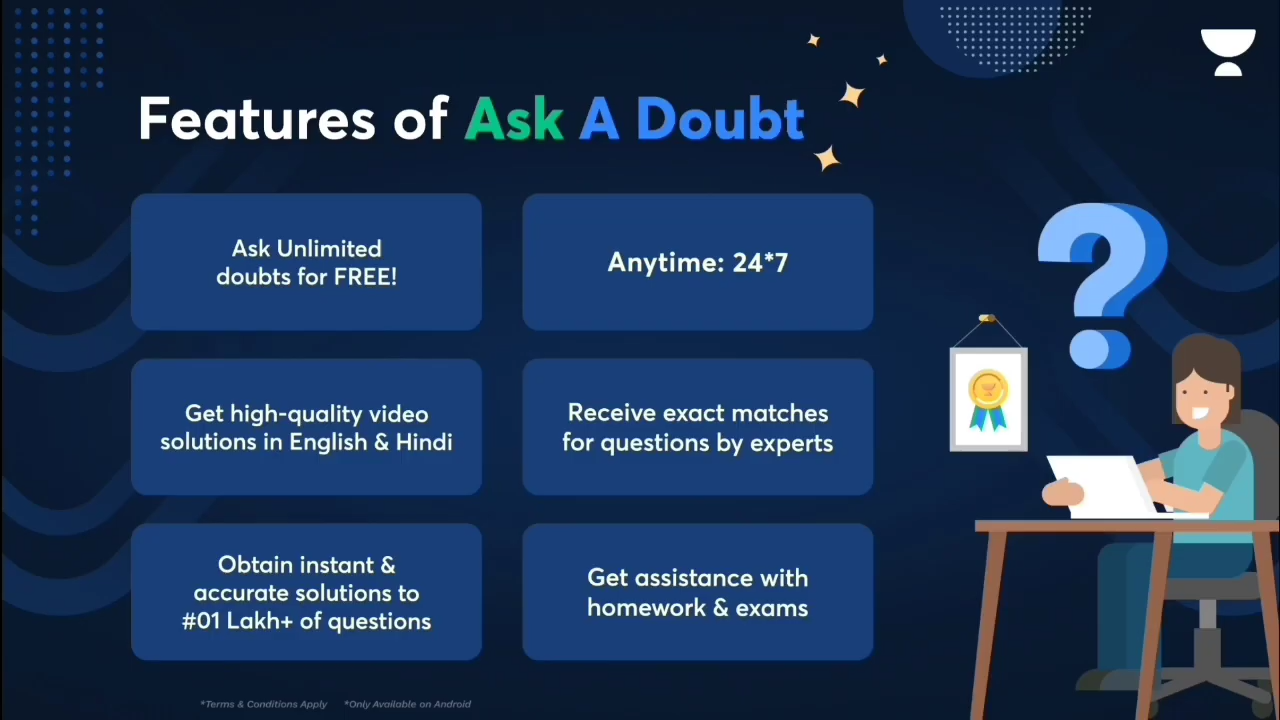 Features of Ask A Doubt
Ask Unlimited
doubts for FREE!
Anytime: 24*7
Get high-quality video
solutions in English & Hindi
Receive exact matches
for questions by experts
Obtain instant &
accurate solutions to
#01 Lakh+ of questions
Get assistance with
homework & exams
*Terms & Conditions Apply *Only Available on Android